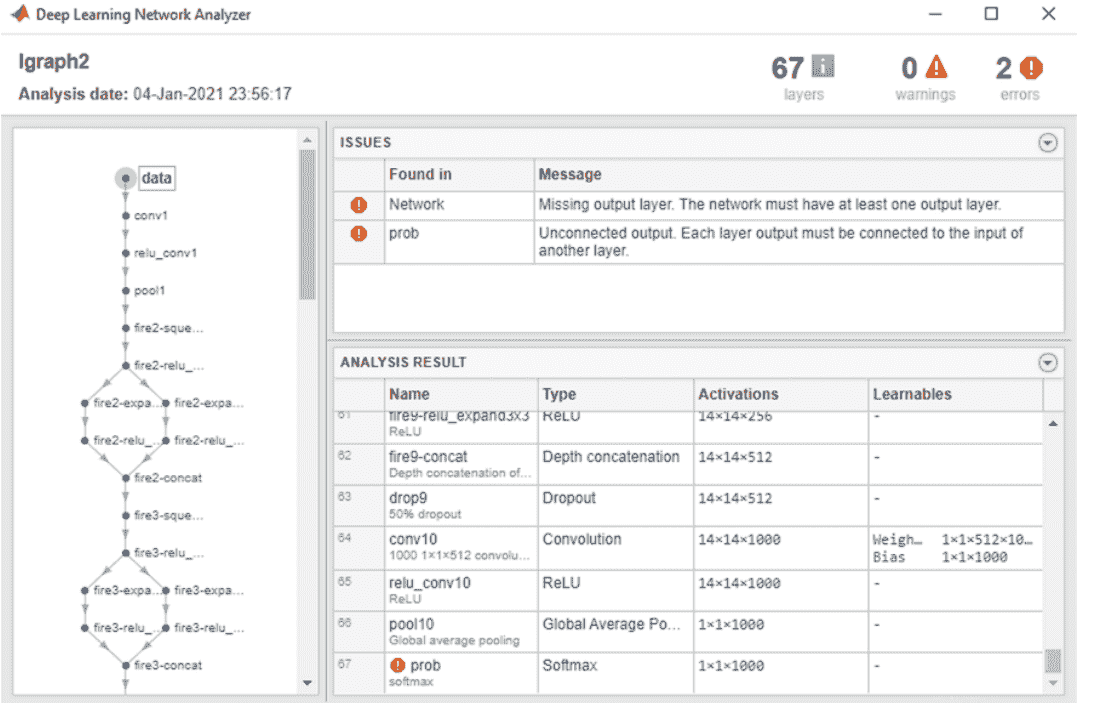 Deep Learning Network Analyzer
lgraph2
Analysis date: 04-Jan-2021 23:56:17
67
layers
0
warnings
2
errors
data
conv1
relu_conv1
pool1
fire2-sque...
fire2-relu_...
fire2-expa... fire2-expa...
fire2-relu_... fire2-relu_...
fire2-concat
fire3-sque...
fire3-relu_...
fire3-expa... fire3-expa...
fire3-relu_... fire3-relu_...
fire3-concat
ISSUES
Found in Message
Network Missing output layer. The network must have at least one output layer.
prob Unconnected output. Each layer output must be connected to the input of
another layer.
ANALYSIS RESULT
Name Type Activations Learnables
61 fire9-relu_expand3x3 ReLU 14×14×256 -
ReLU
62 fire9-concat Depth concatenation 14×14×512 -
Depth concatenation of...
63 drop9 Dropout 14×14×512 -
50% dropout
64 conv10 Convolution 14×14×1000 Weigh... 1×1×512×10...
1000 1×1×512 convolu... Bias 1×1×1000
65 relu_conv10 ReLU 14×14×1000 -
ReLU
66 pool10 Global Average Po... 1×1×1000 -
Global average pooling
67 prob Softmax 1×1×1000 -
softmax